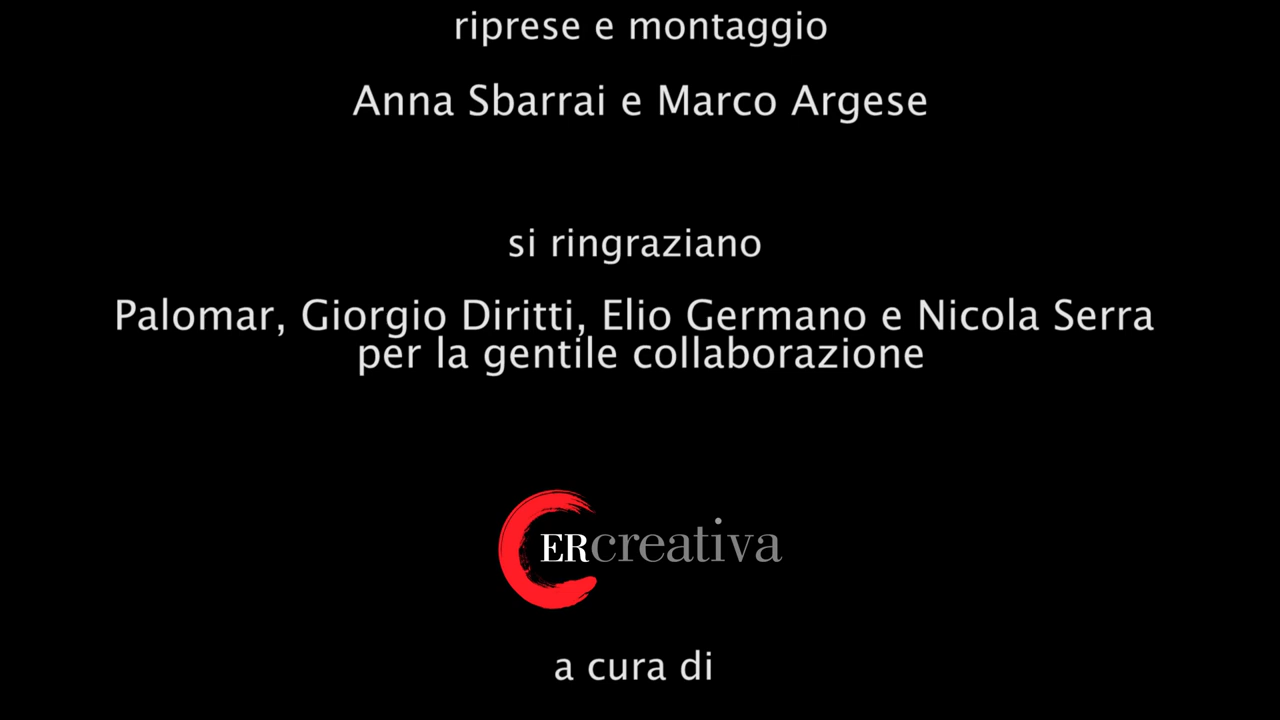 riprese e montaggio
Anna Sbarrai e Marco Argese
si ringraziano
Palomar, Giorgio Diritti, Elio Germano e Nicola Serra
per la gentile collaborazione
ERcreativa
a cura di